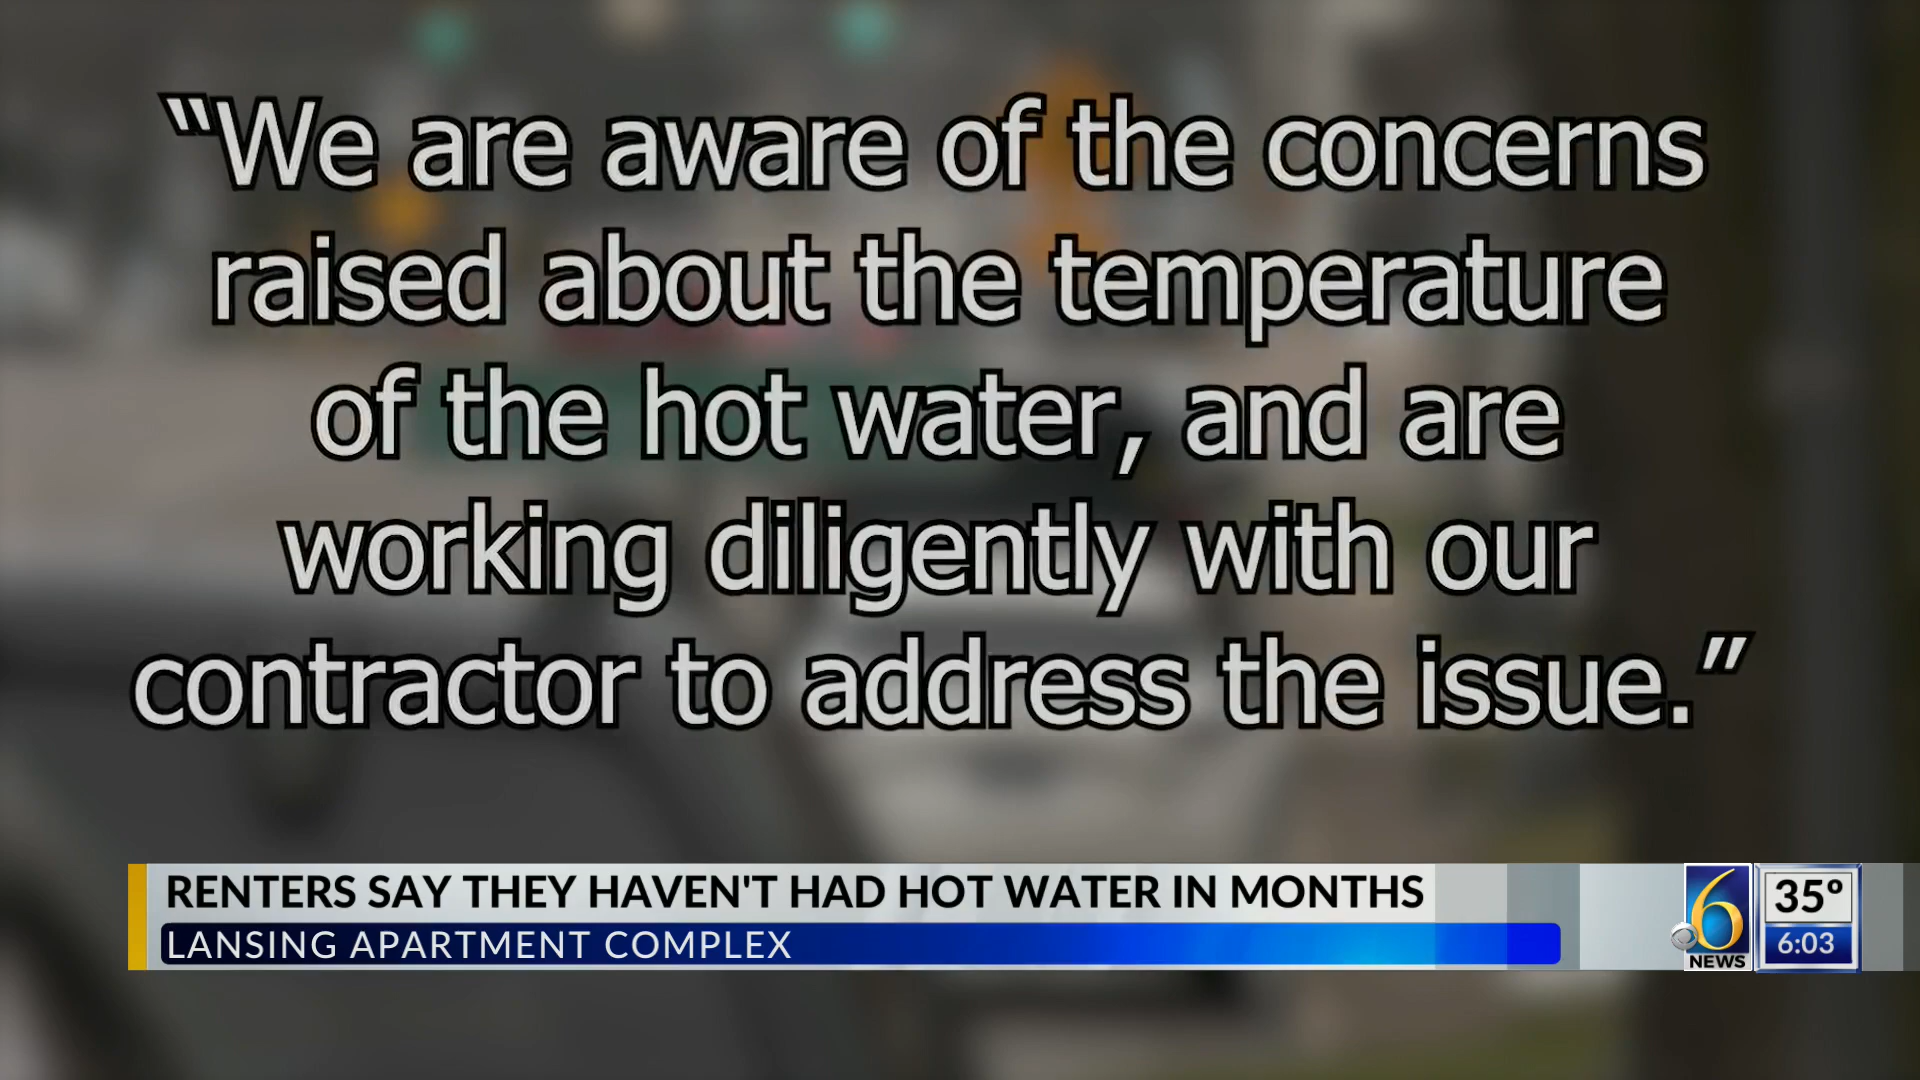 “We are aware of the concerns
raised about the temperature
of the hot water, and are
working diligently with our
contractor to address the issue.”
RENTERS SAY THEY HAVEN'T HAD HOT WATER IN MONTHS
LANSING APARTMENT COMPLEX
6
NEWS
35°
6:03